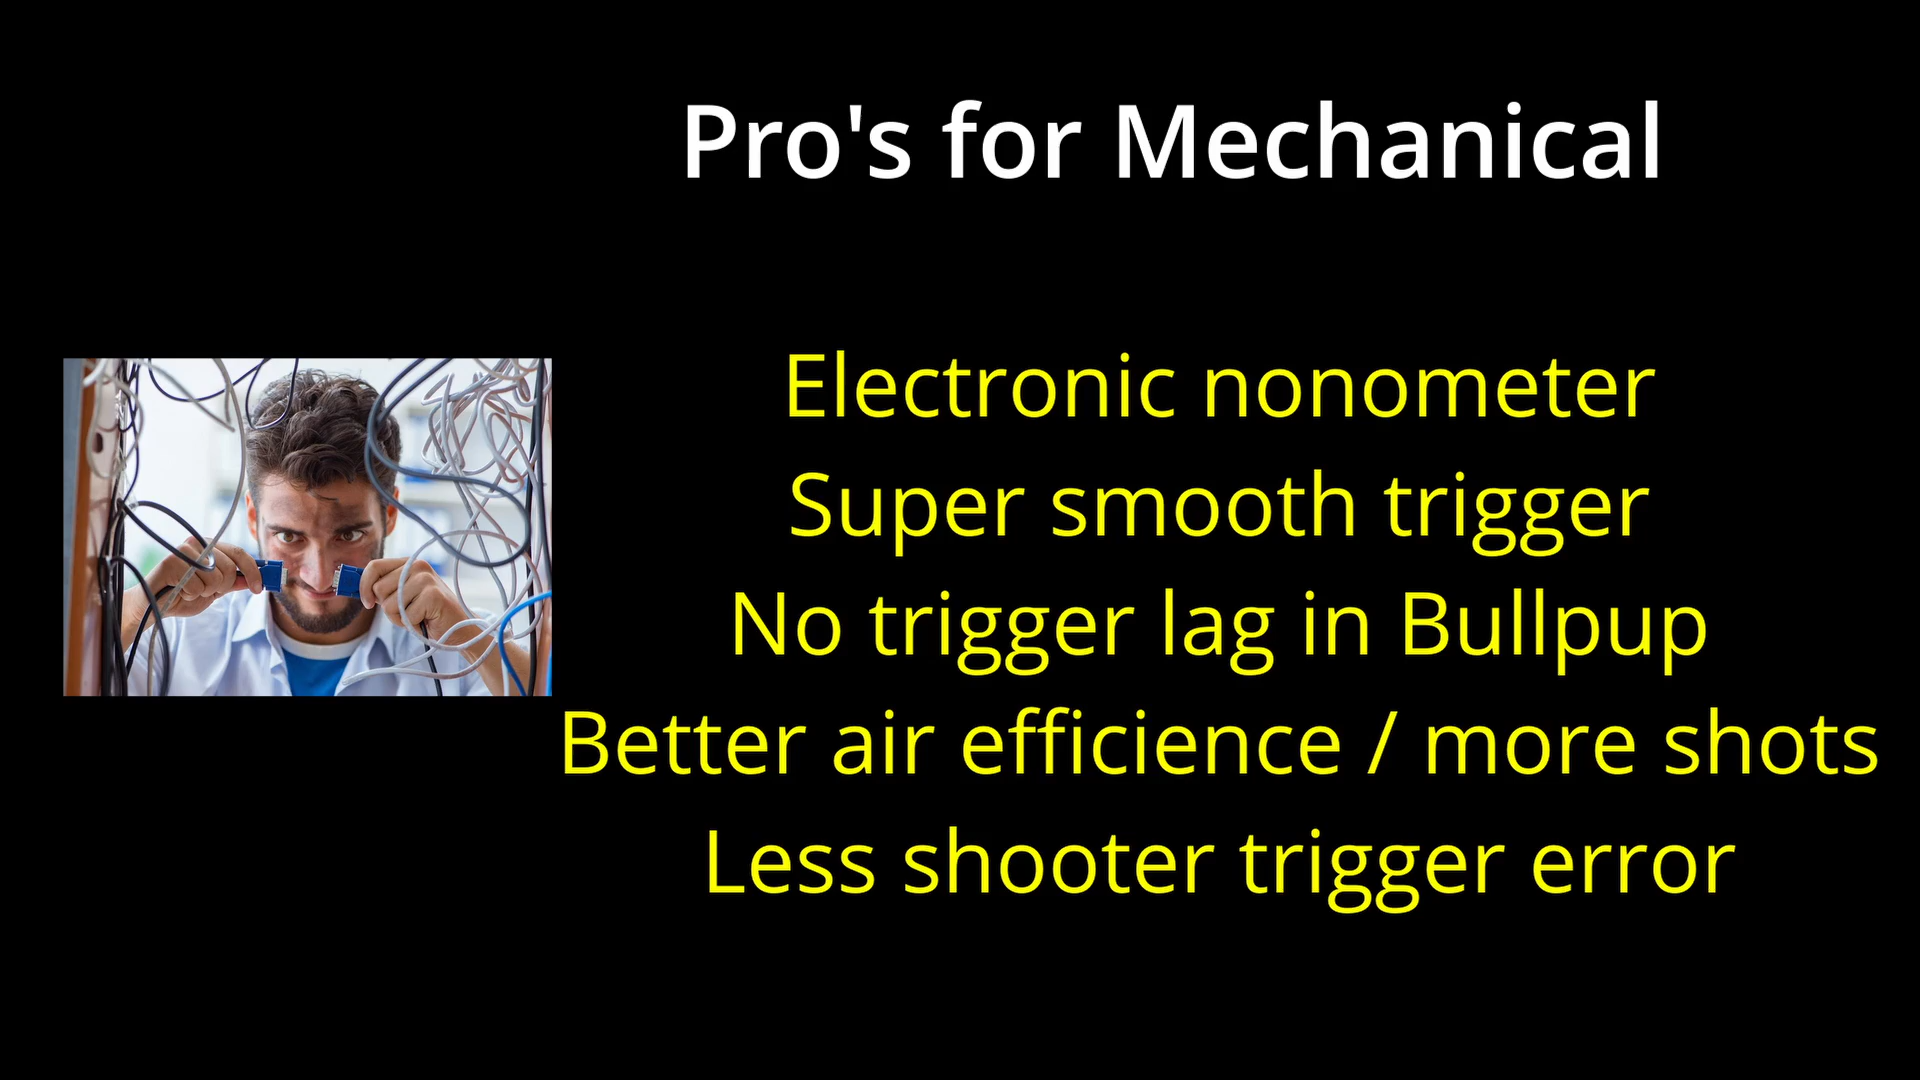 Pro's for Mechanical
Electronic nonometer
Super smooth trigger
No trigger lag in Bullpup
Better air efficience / more shots
Less shooter trigger error